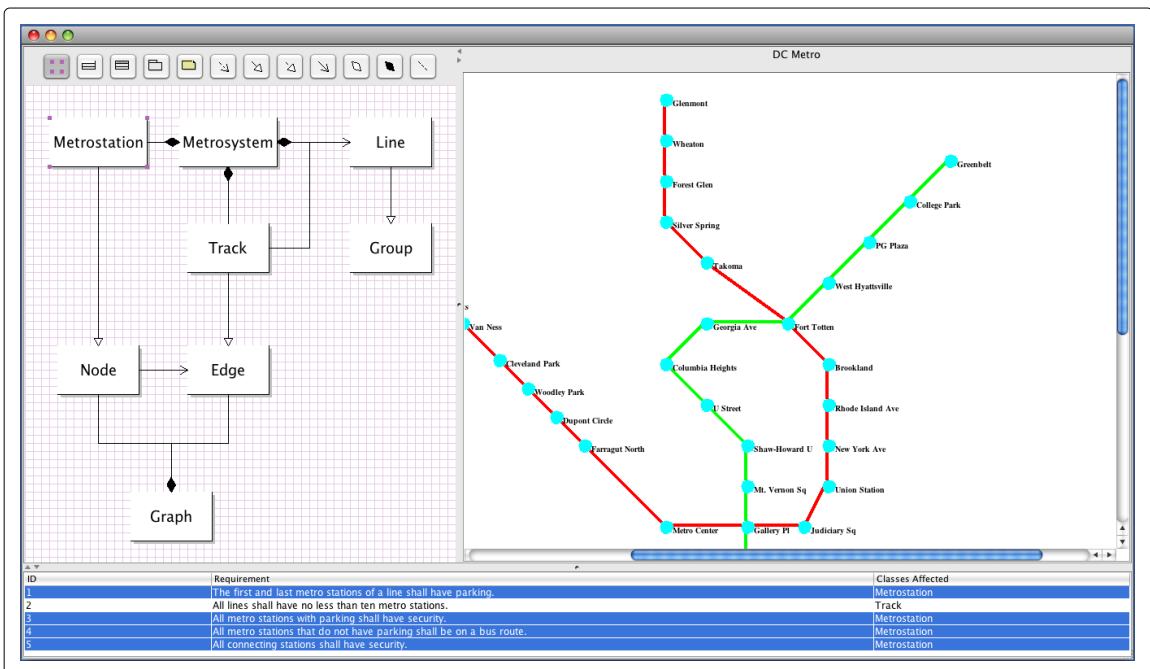 DC Metro
Metrostation
Metrosystem
Line
Track
Group
Node
Edge
Graph
Glenmont
Wheaton
Forest Glen
Silver Spring
Takoma
Greenbelt
College Park
PG Plaza
West Hyattsville
s
Van Ness
Georgia Ave
Fort Totten
Cleveland Park
Columbia Heights
Brookland
Woodley Park
U Street
Rhode Island Ave
Dupont Circle
Farragut North
Shaw-Howard U
New York Ave
Mt. Vernon Sq
Union Station
Metro Center
Gallery Pl
Judiciary Sq
ID Requirement Classes Affected
1 The first and last metro stations of a line shall have parking. Metrostation
2 All lines shall have no less than ten metro stations. Track
3 All metro stations with parking shall have security. Metrostation
4 All metro stations that do not have parking shall be on a bus route. Metrostation
5 All connecting stations shall have security. Metrostation